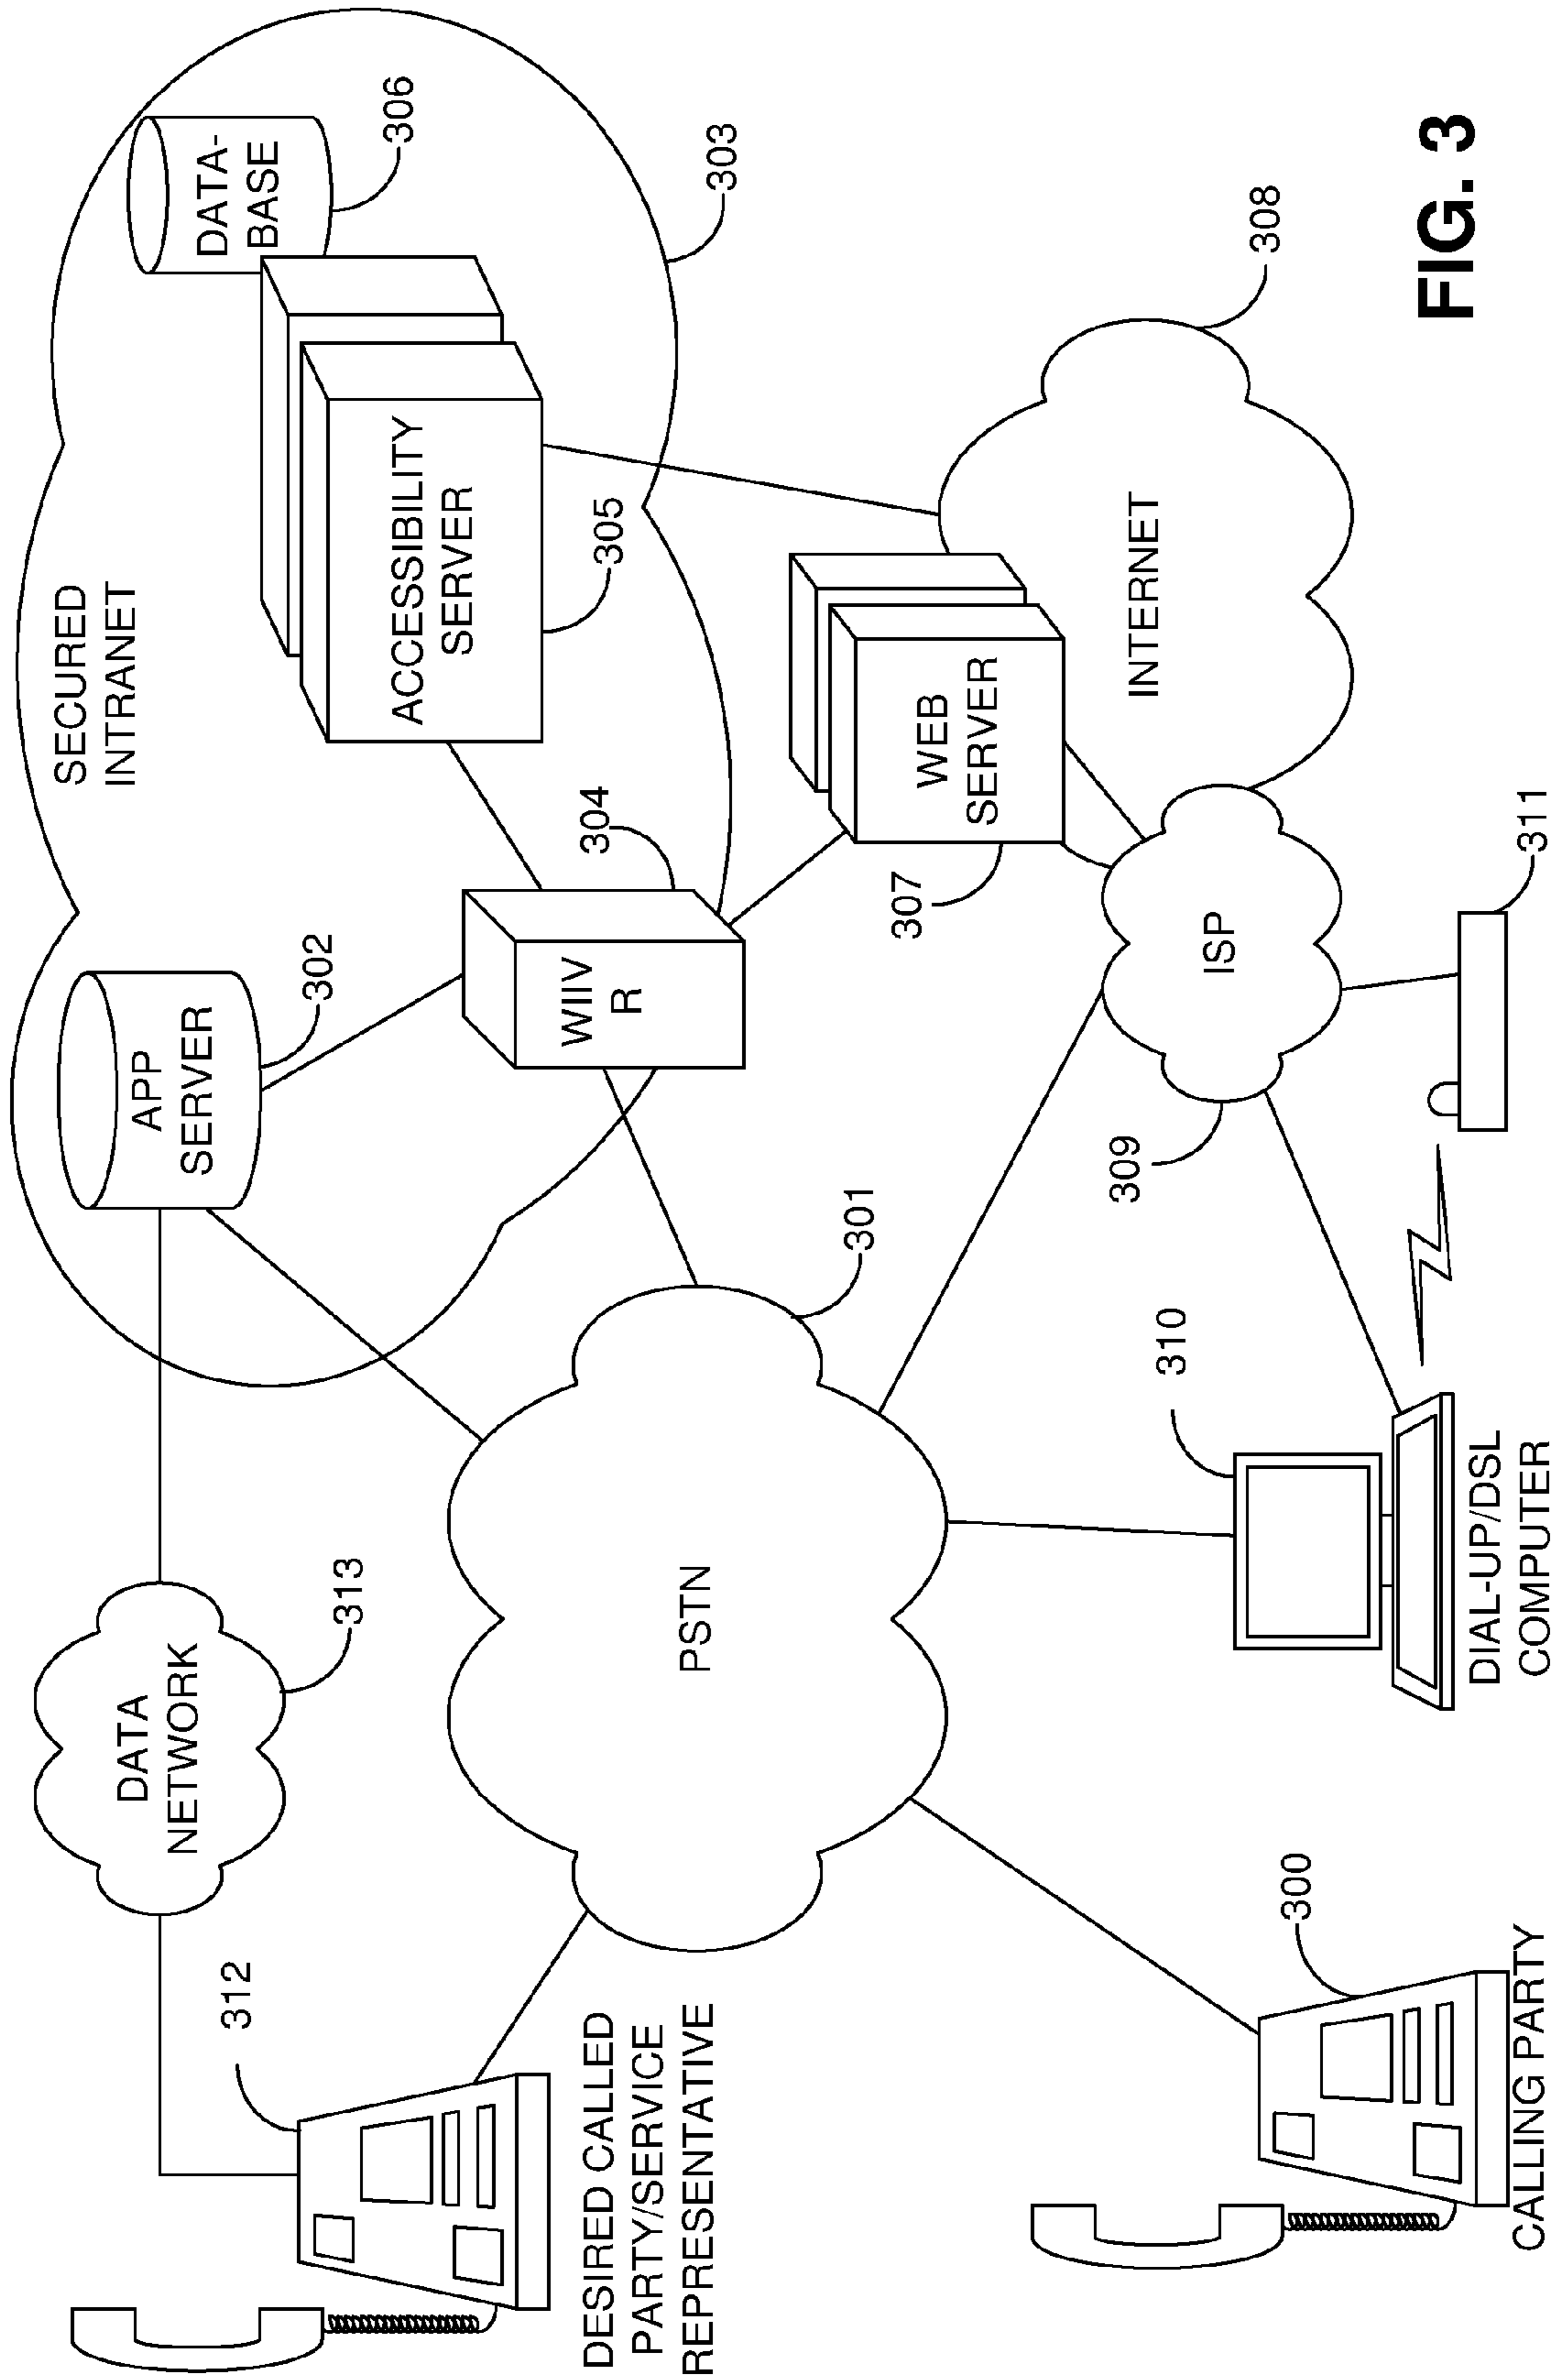 SECURED
INTRANET
DATA-
BASE
306
303
APP
SERVER
302
ACCESSIBILITY
SERVER
305
304
WIIV
R
DATA
NETWORK
313
312
DESIRED CALLED
PARTY/SERVICE
REPRESENTATIVE
PSTN
301
WEB
SERVER
307
INTERNET
308
ISP
309
310
311
DIAL-UP/DSL
COMPUTER
300
CALLING PARTY
FIG. 3